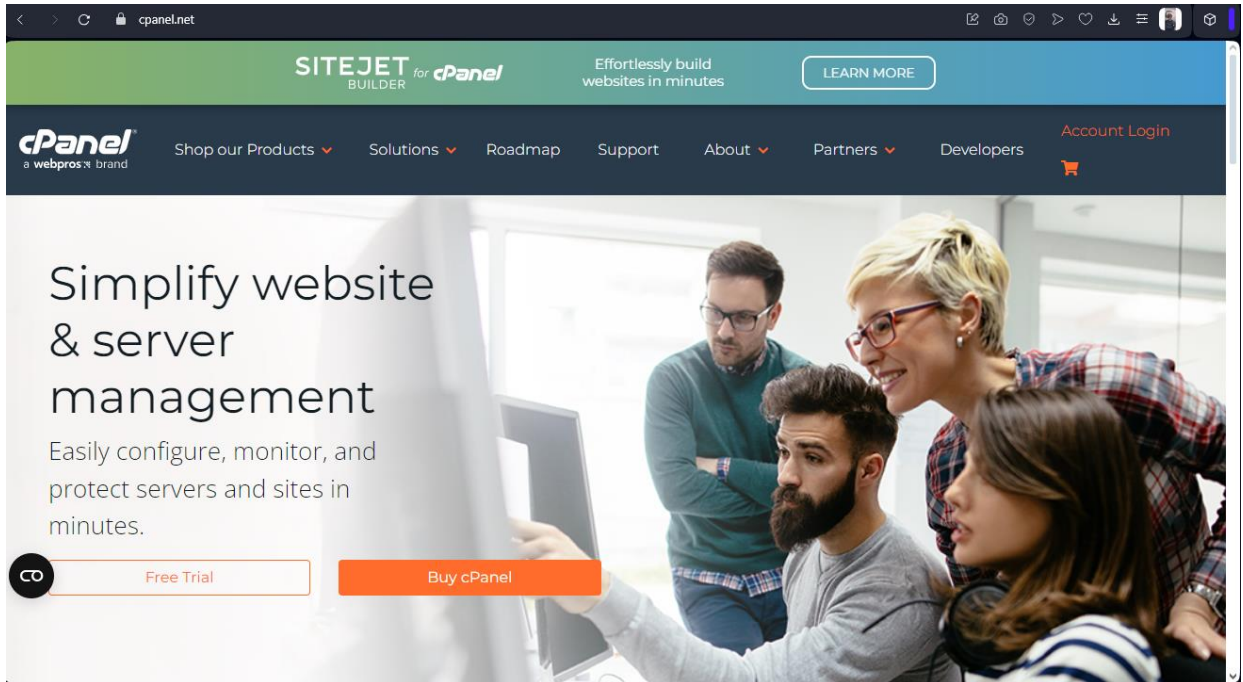 cpanel.net
SITEJET for cPanel
BUILDER
Effortlessly build
websites in minutes
LEARN MORE
cPanel®
a webpros brand
Shop our Products
Solutions
Roadmap
Support
About
Partners
Developers
Account Login
Simplify website
& server
management
Easily configure, monitor, and
protect servers and sites in
minutes.
Free Trial
Buy cPanel